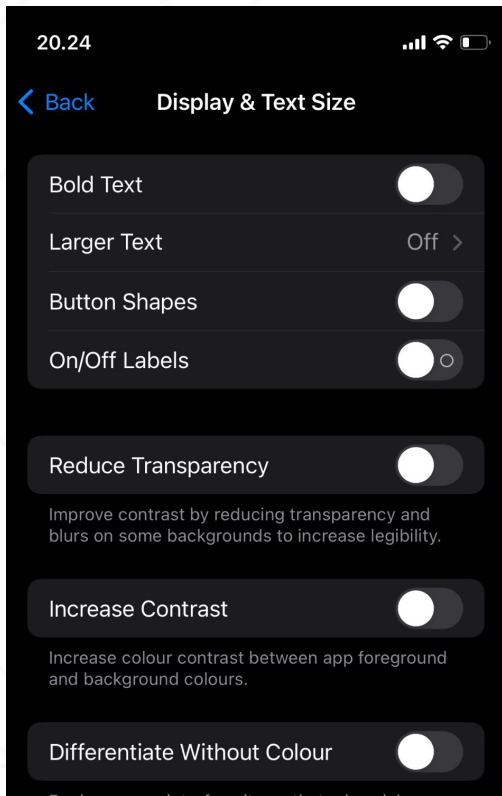 20.24
Back
Display & Text Size
Bold Text
Larger Text Off
Button Shapes
On/Off Labels
Reduce Transparency
Improve contrast by reducing transparency and
blurs on some backgrounds to increase legibility.
Increase Contrast
Increase colour contrast between app foreground
and background colours.
Differentiate Without Colour